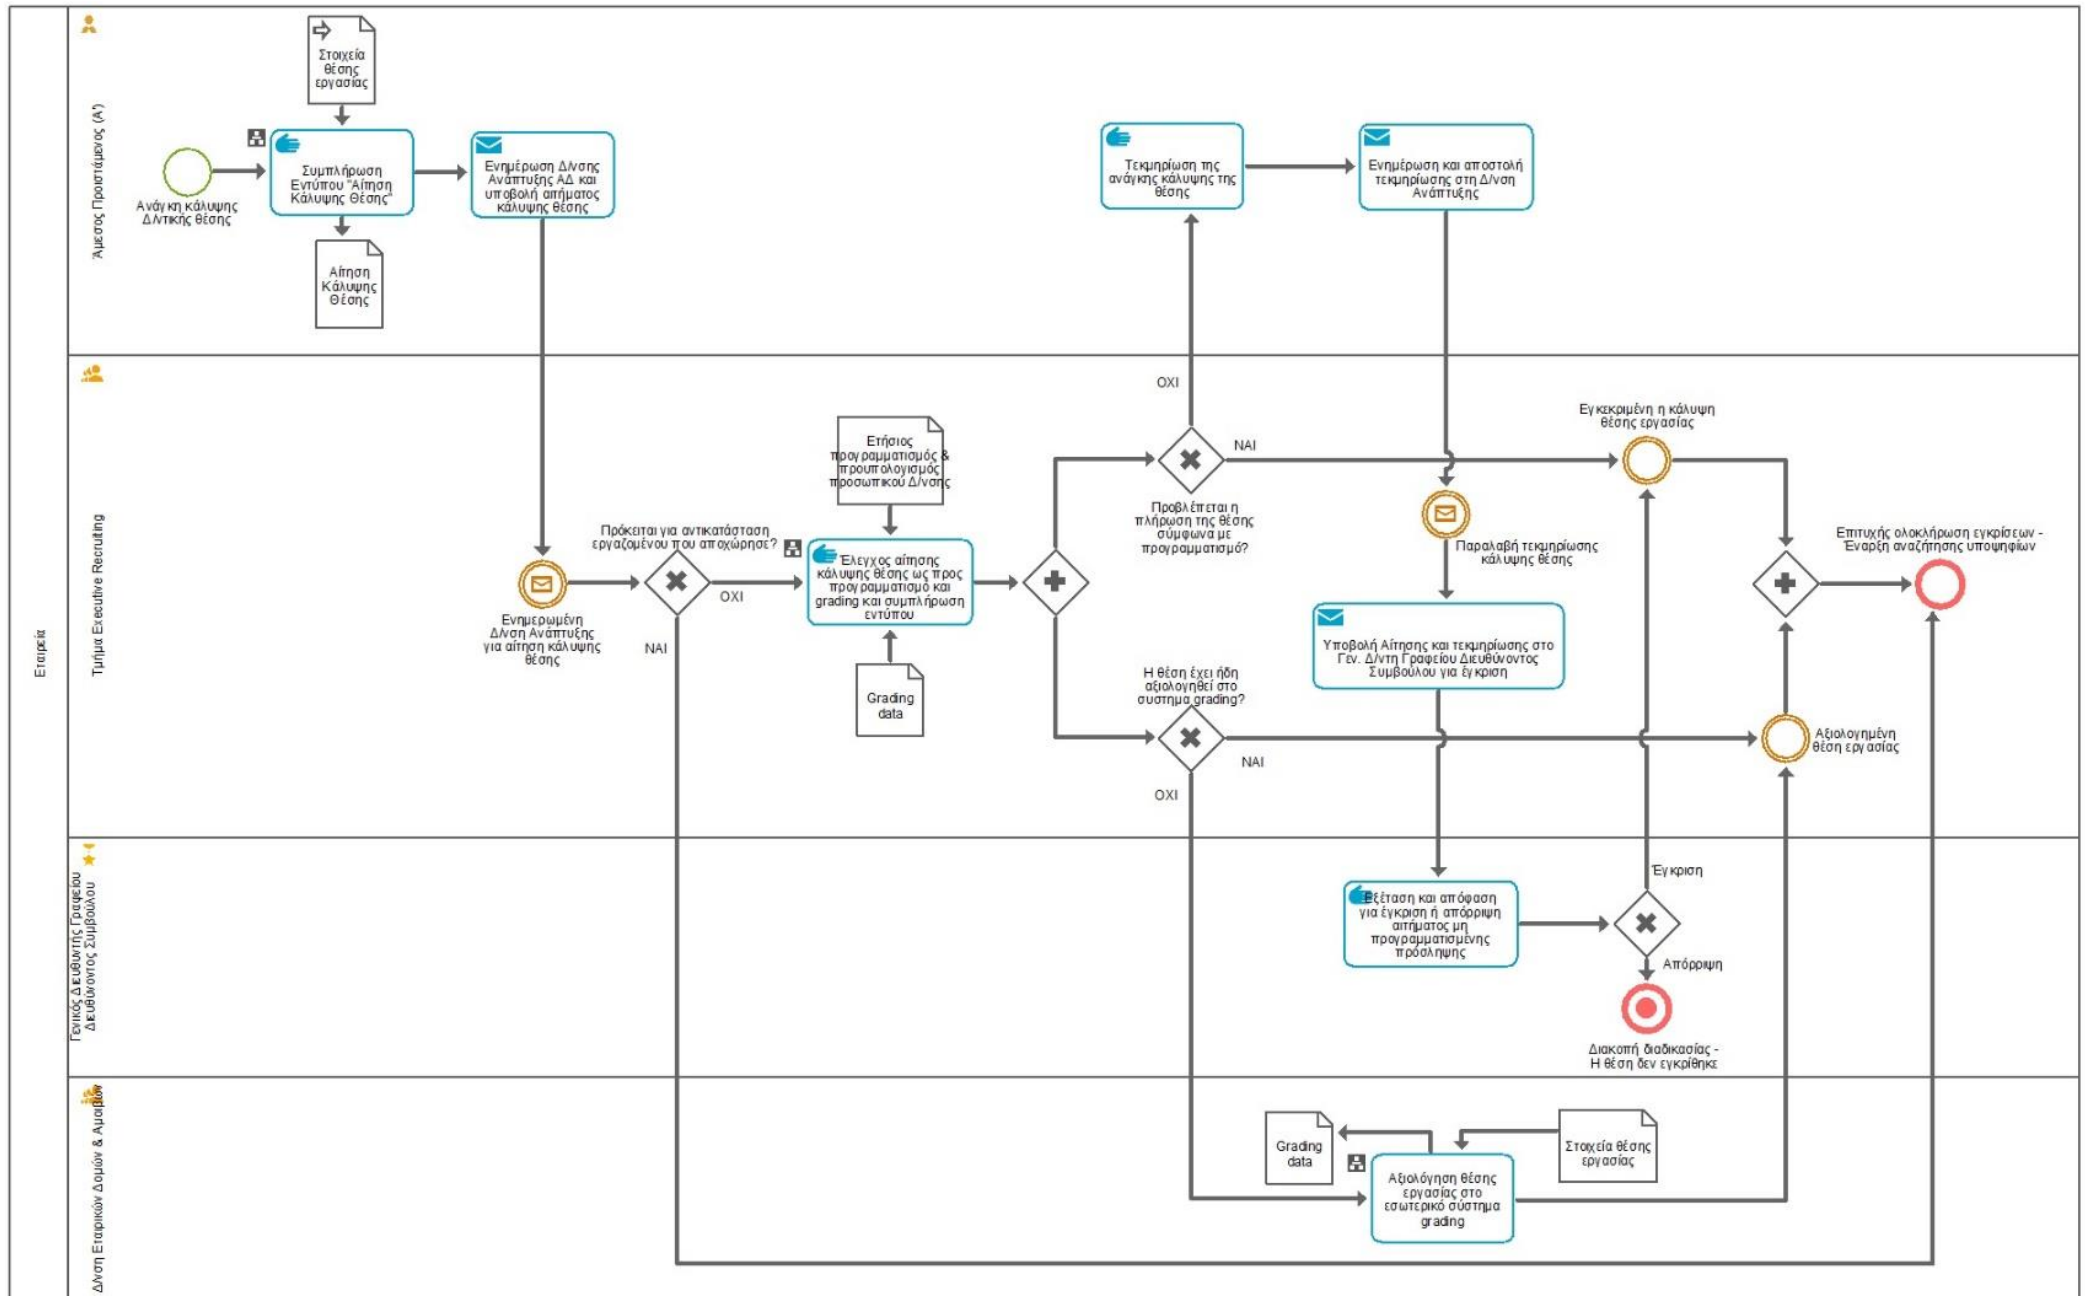 Εταιρεία
Άμεσος Προιστάμενος (Α')
Στοιχεία
θέσης
εργασίας
Ανάγκη κάλυψης
Δ/ντικής θέσης
Συμπλήρωση
Εντύπου "Αίτηση
Κάλυψης Θέσης"
Αίτηση
Κάλυψης
Θέσης
Ενημέρωση Δ/νσης
Ανάπτυξης ΑΔ και
υποβολή αιτήματος
κάλυψης θέσης
Τεκμηρίωση της
ανάγκης κάλυψης της
θέσης
Ενημέρωση και αποστολή
τεκμηρίωσης στη Δ/νση
Ανάπτυξης
Τμήμα Executive Recruiting
Ενημερωμένη
Δ/νση Ανάπτυξης
για αίτηση κάλυψης
θέσης
Πρόκειται για αντικατάσταση
εργαζομένου που αποχώρησε?
ΟΧΙ
ΝΑΙ
Ετήσιος
προγραμματισμός &
προυπολογισμός
προσωπικού Δ/νσης
Έλεγχος αίτησης
κάλυψης θέσης ως προς
προγραμματισμό και
grading και συμπλήρωση
εντύπου
Grading
data
ΟΧΙ
ΝΑΙ
Προβλέπεται η
πλήρωση της θέσης
σύμφωνα με
προγραμματισμό?
Η θέση έχει ήδη
αξιολογηθεί στο
συστημα grading?
ΝΑΙ
ΟΧΙ
Παραλαβή τεκμηρίωσης
κάλυψης θέσης
Υποβολή Αίτησης και τεκμηρίωσης στο
Γεν. Δ/ντη Γραφείου Διευθύνοντος
Συμβούλου για έγκριση
Εγκεκριμένη η κάλυψη
θέσης εργασίας
Αξιολογημένη
θέση εργασίας
Επιτυχής ολοκλήρωση εγκρίσεων -
Έναρξη αναζήτησης υποψηφίων
Γενικός Διευθυντής Γραφείου
Διευθύνοντος Συμβούλου
Εξέταση και απόφαση
για έγκριση ή απόρριψη
αιτήματος μη
προγραμματισμένης
πρόσληψης
Έγκριση
Απόρριψη
Διακοπή διαδικασίας -
Η θέση δεν εγκρίθηκε
Δ/νση Εταιρικών Δομών & Αμοιβών
Grading
data
Στοιχεία θέσης
εργασίας
Αξιολόγηση θέσης
εργασίας στο
εσωτερικό σύστημα
grading